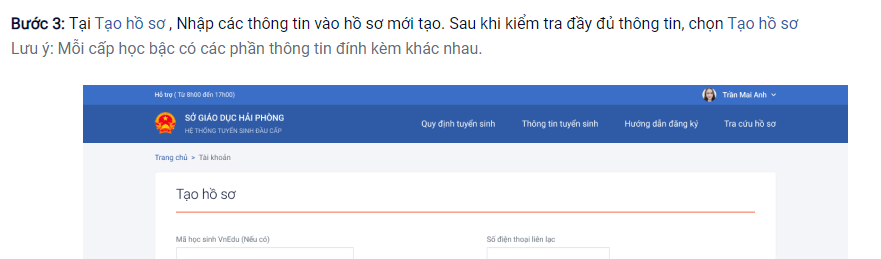 Bước 3: Tại Tạo hồ sơ , Nhập các thông tin vào hồ sơ mới tạo. Sau khi kiểm tra đầy đủ thông tin, chọn Tạo hồ sơ
Lưu ý: Mỗi cấp học bậc có các phần thông tin đính kèm khác nhau.
Hỗ trợ ( Từ 8h00 đến 17h00)
Trần Mai Anh
SỞ GIÁO DỤC HẢI PHÒNG
HỆ THỐNG TUYỂN SINH ĐẦU CẤP
Quy định tuyển sinh Thông tin tuyển sinh Hướng dẫn đăng ký Tra cứu hồ sơ
Trang chủ > Tài khoản
Tạo hồ sơ
Mã học sinh VnEdu (Nếu có) Số điện thoại liên lạc